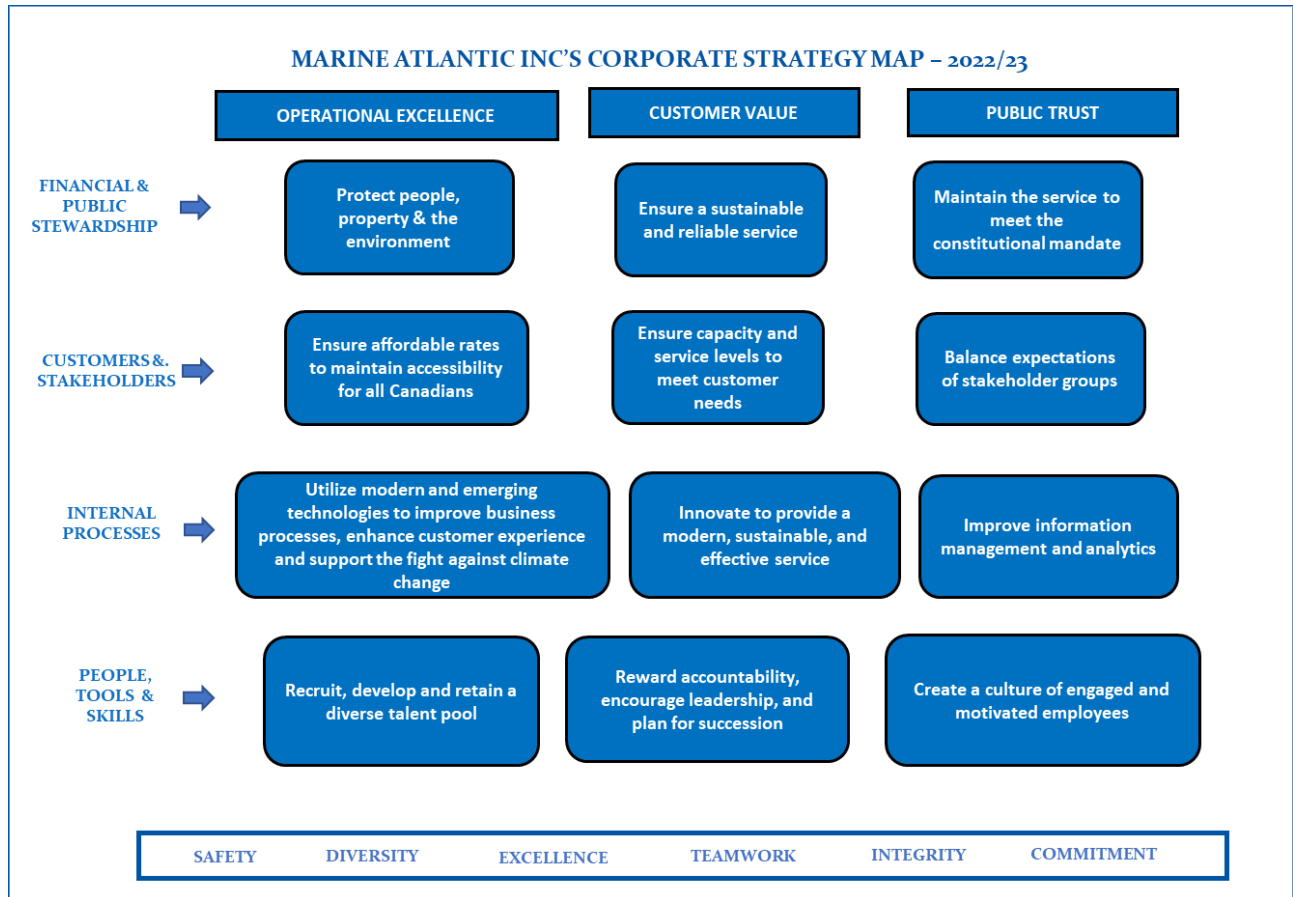 MARINE ATLANTIC INC'S CORPORATE STRATEGY MAP – 2022/23
OPERATIONAL EXCELLENCE
CUSTOMER VALUE
PUBLIC TRUST
FINANCIAL &
PUBLIC
STEWARDSHIP
Protect people,
property & the
environment
Ensure a sustainable
and reliable service
Maintain the service to
meet the
constitutional mandate
CUSTOMERS &.
STAKEHOLDERS
Ensure affordable rates
to maintain accessibility
for all Canadians
Ensure capacity and
service levels to
meet customer
needs
Balance expectations
of stakeholder groups
INTERNAL
PROCESSES
Utilize modern and emerging
technologies to improve business
processes, enhance customer experience
and support the fight against climate
change
Innovate to provide a
modern, sustainable, and
effective service
Improve information
management and analytics
PEOPLE,
TOOLS &
SKILLS
Recruit, develop and retain a
diverse talent pool
Reward accountability,
encourage leadership, and
plan for succession
Create a culture of engaged and
motivated employees
SAFETY DIVERSITY EXCELLENCE TEAMWORK INTEGRITY COMMITMENT